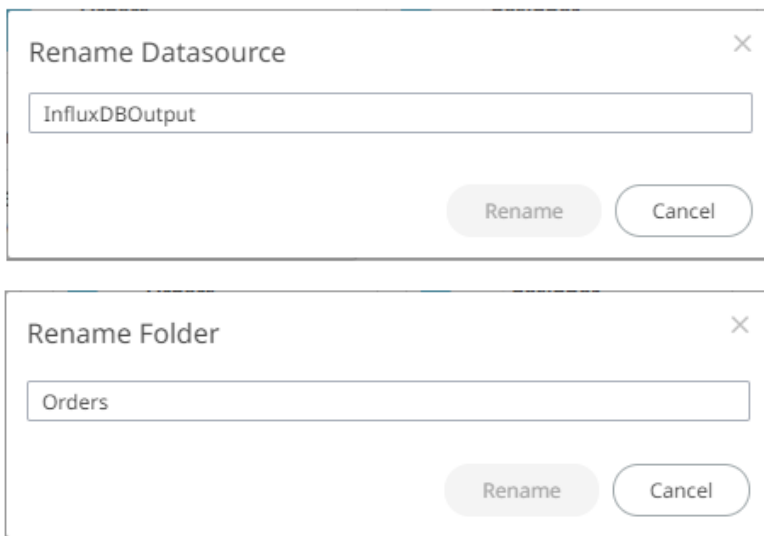 Rename Datasource
InfluxDBOutput
Rename
Cancel
Rename Folder
Orders
Rename
Cancel